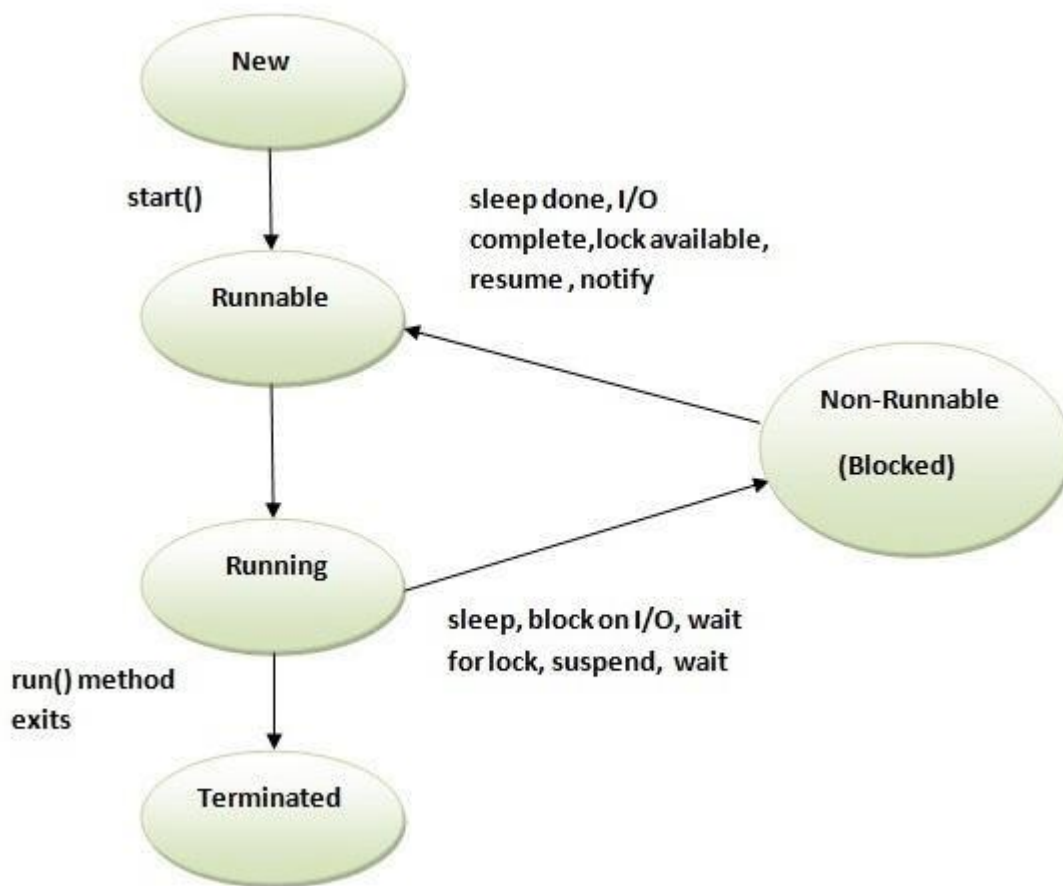 New
start()
sleep done, I/O
complete,lock available,
resume , notify
Runnable
Non-Runnable
(Blocked)
Running
sleep, block on I/O, wait
for lock, suspend, wait
run() method
exits
Terminated